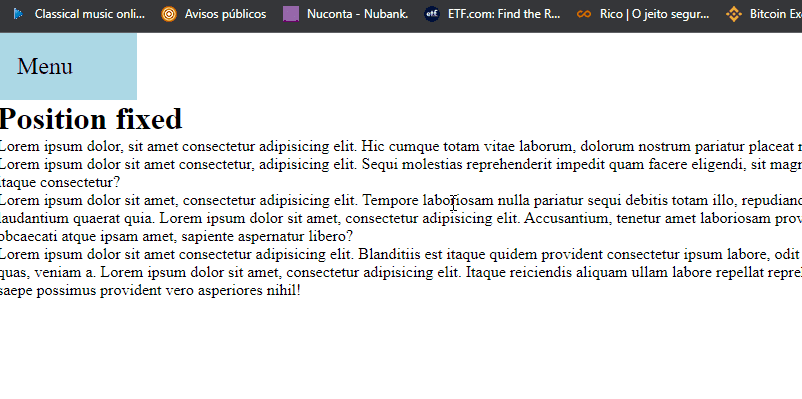 Classical music onli... Avisos públicos Nuconta - Nubank. ETF.com: Find the R... Rico | O jeito segur... Bitcoin Ex
Menu
Position fixed
Lorem ipsum dolor, sit amet consectetur adipisicing elit. Hic cumque totam vitae laborum, dolorum nostrum pariatur placeat
Lorem ipsum dolor sit amet consectetur, adipisicing elit. Sequi molestias reprehenderit impedit quam facere eligendi, sit
itaque consectetur?
Lorem ipsum dolor sit amet, consectetur adipisicing elit. Tempore laboriosam nulla pariatur sequi debitis totam illo,
laudantium quaerat quia. Lorem ipsum dolor sit amet, consectetur adipisicing elit. Accusantium, tenetur amet laboriosam
obcaecati atque ipsam amet, sapiente aspernatur libero?
Lorem ipsum dolor sit amet consectetur adipisicing elit. Blanditiis est itaque quidem provident consectetur ipsum labore, odit
quas, veniam a. Lorem ipsum dolor sit amet, consectetur adipisicing elit. Itaque reiciendis aliquam ullam labore repellat
saepe possimus provident vero asperiores nihil!